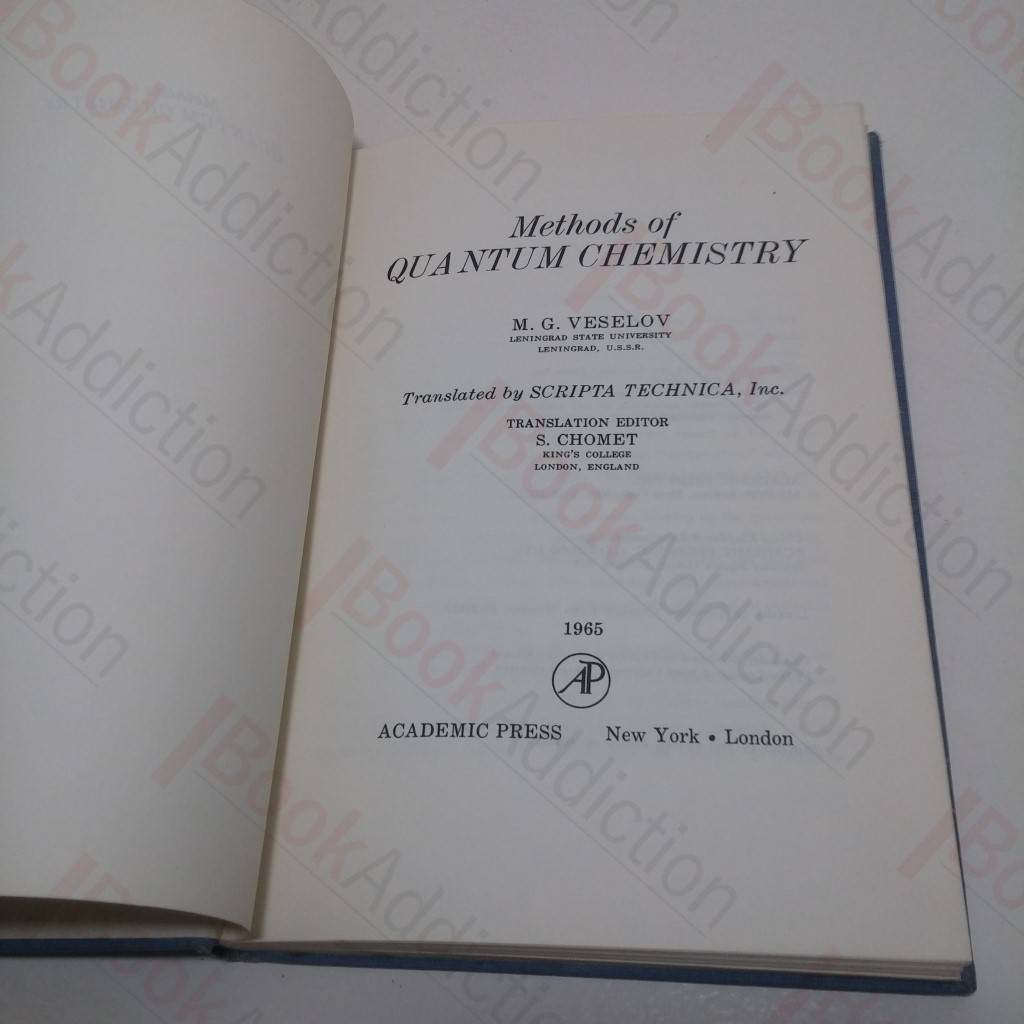 Methods of
QUANTUM CHEMISTRY
M. G. VESELOV
LENINGRAD STATE UNIVERSITY
LENINGRAD, U.S.S.R.
Translated by SCRIPTA TECHNICA, Inc.
TRANSLATION EDITOR
S. CHOMET
KING'S COLLEGE
LONDON, ENGLAND
1965
AP
ACADEMIC PRESS New York • London
BookAddiction